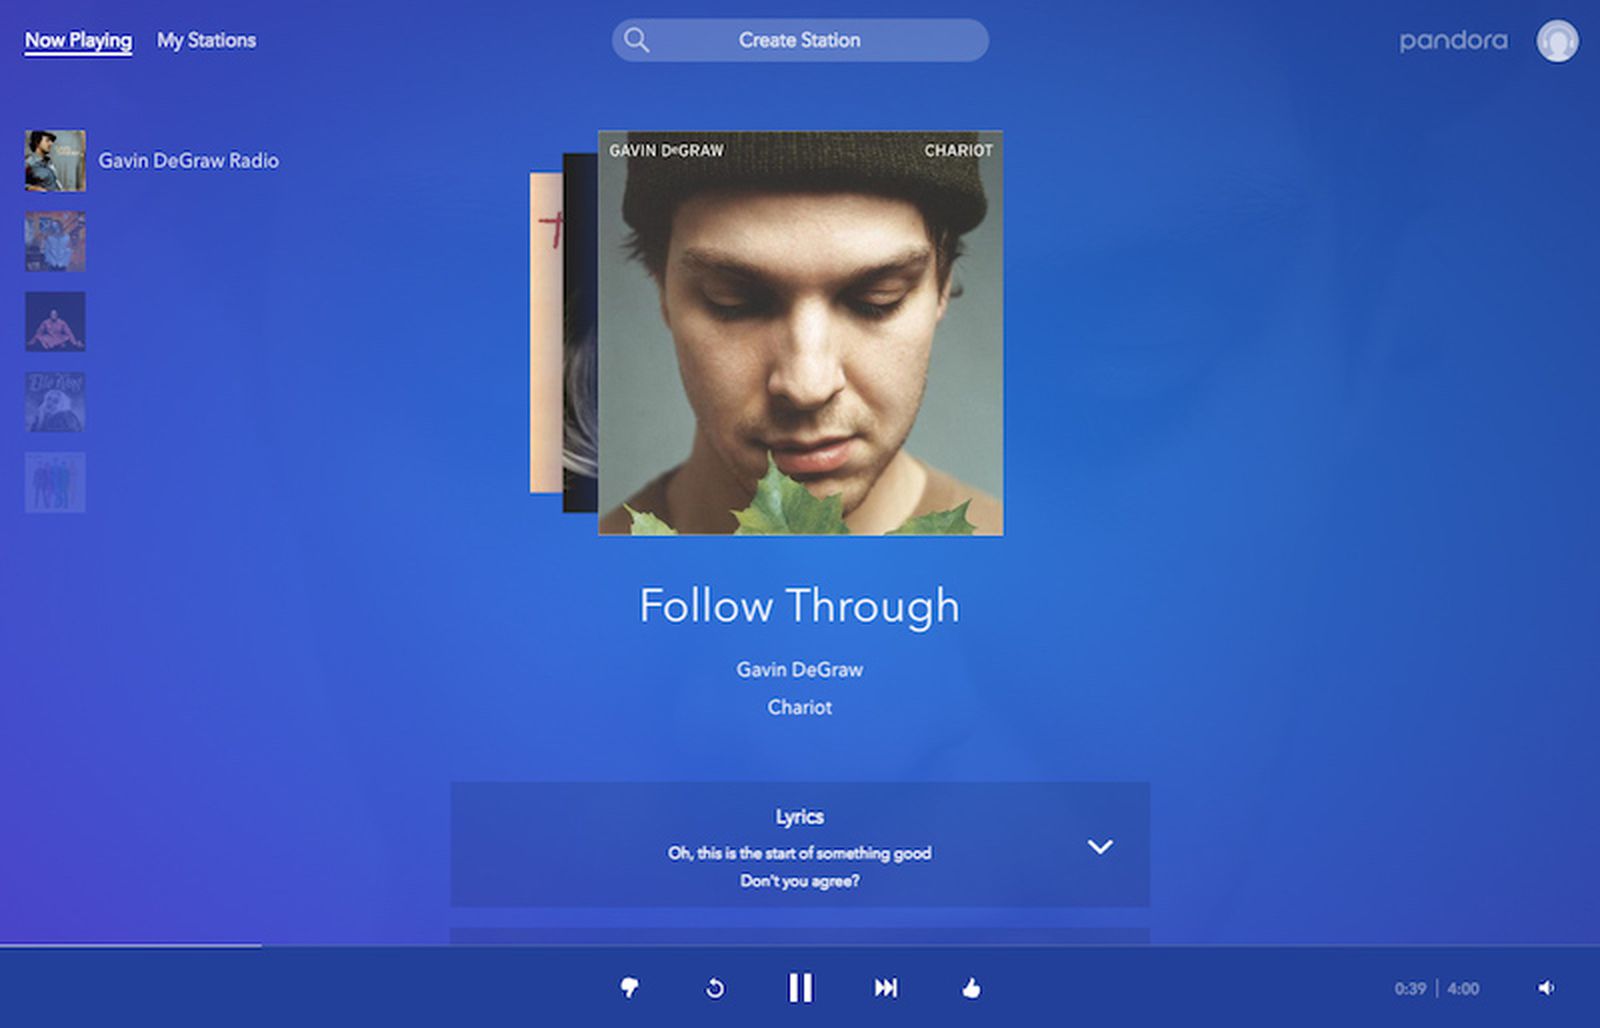 Now Playing My Stations
Create Station
pandora
Gavin DeGraw Radio
GAVIN DeGRAW
CHARIOT
Follow Through
Gavin DeGraw
Chariot
Lyrics
Oh, this is the start of something good
Don't you agree?
0:39 | 4:00